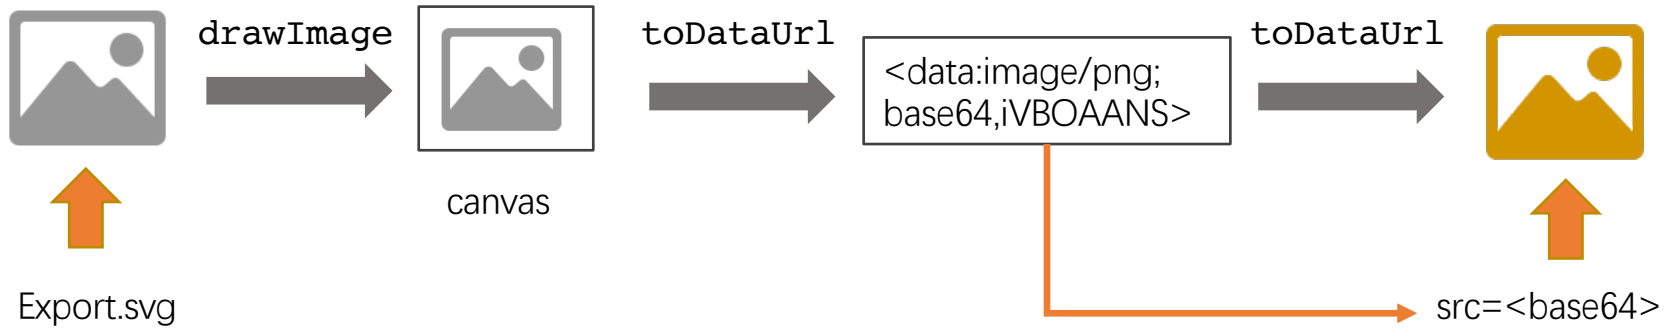 drawImage
toDataUrl
toDataUrl
<data:image/png;
base64,iVBOAANS>
canvas
Export.svg
src=<base64>